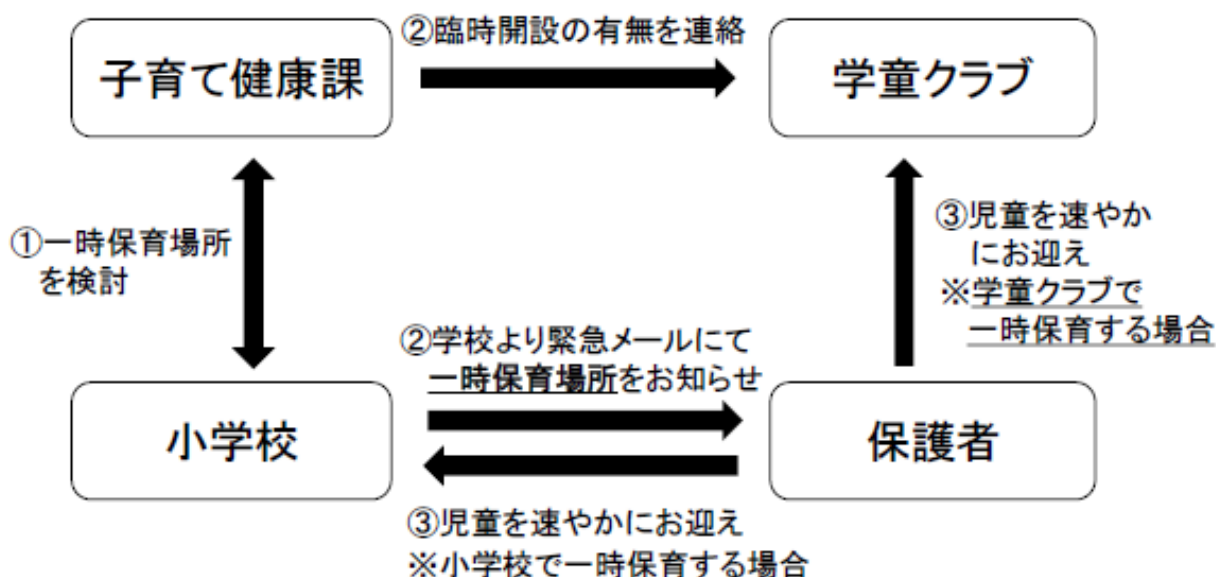 ②臨時開設の有無を連絡
子育て健康課
学童クラブ
①一時保育場所
を検討
③児童を速やか
にお迎え
※学童クラブで
一時保育する場合
②学校より緊急メールにて
一時保育場所をお知らせ
小学校
保護者
③児童を速やかにお迎え
※小学校で一時保育する場合